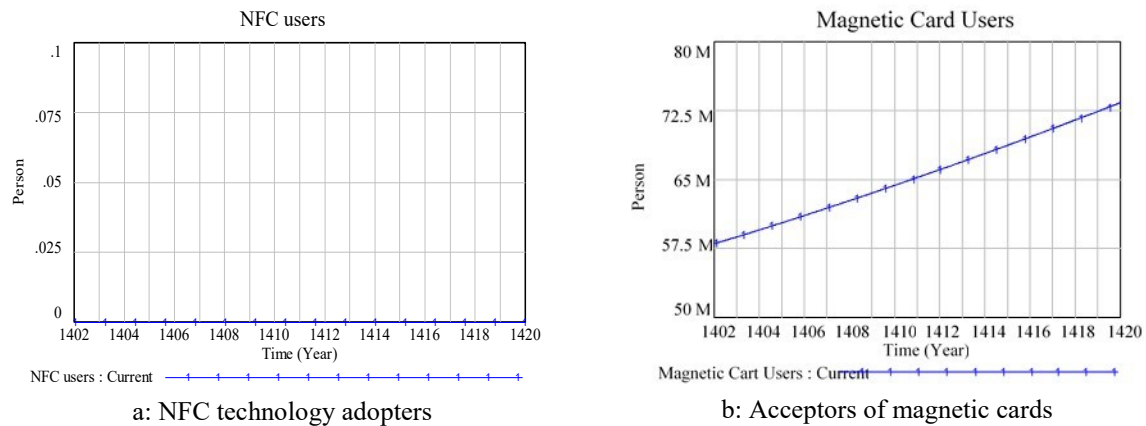 NFC users
.1
.075
.05
.025
0
Person
1402 1404 1406 1408 1410 1412 1414 1416 1418 1420
Time (Year)
NFC users : Current
a: NFC technology adopters
Magnetic Card Users
80 M
72.5 M
65 M
57.5 M
50 M
Person
1402 1404 1406 1408 1410 1412 1414 1416 1418 1420
Time (Year)
Magnetic Cart Users : Current
b: Acceptors of magnetic cards